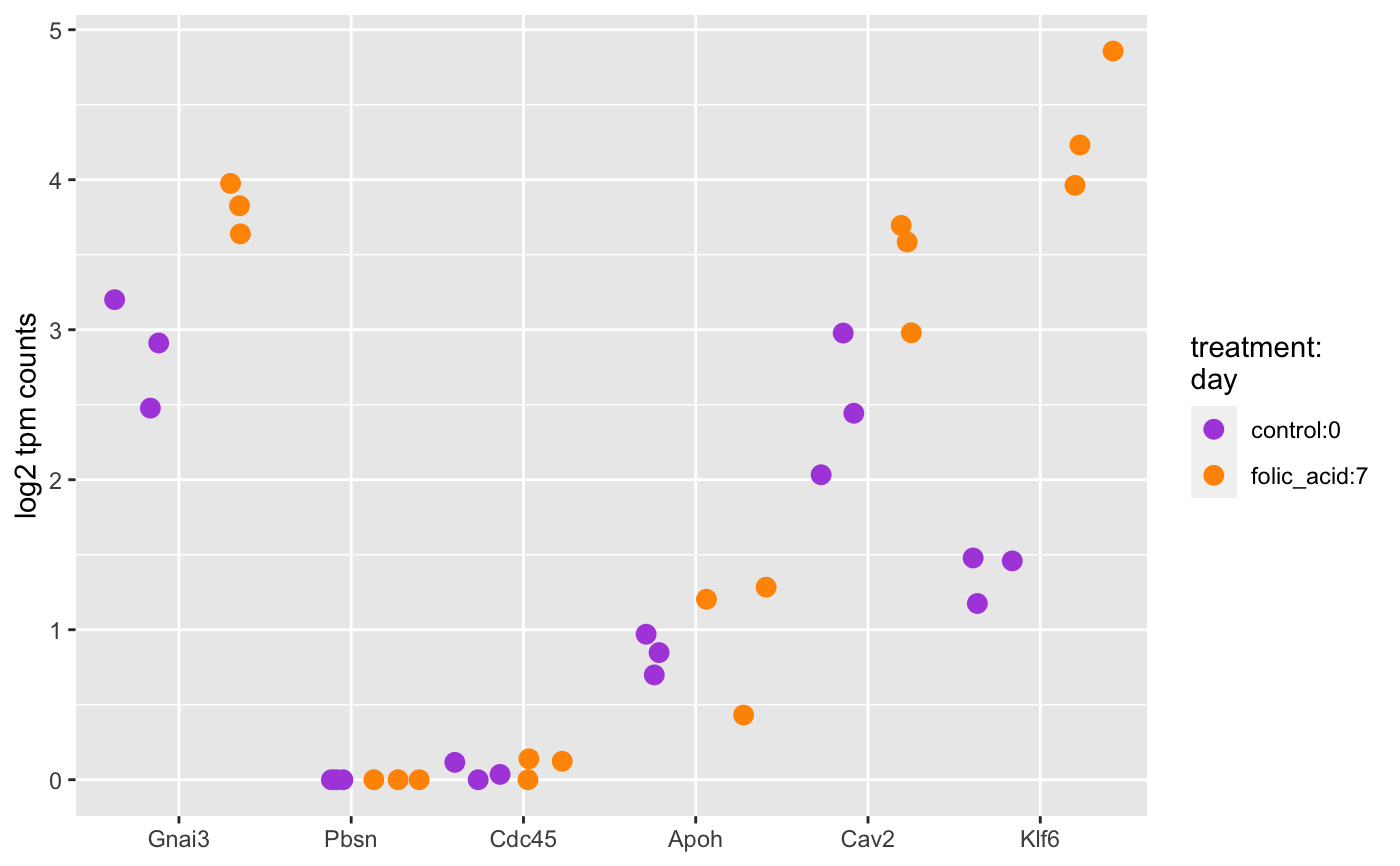 5
4
3
2
1
0
log2 tpm counts
Gnai3 Pbsn Cdc45 Apoh Cav2 Klf6
treatment:
day
control:0
folic_acid:7